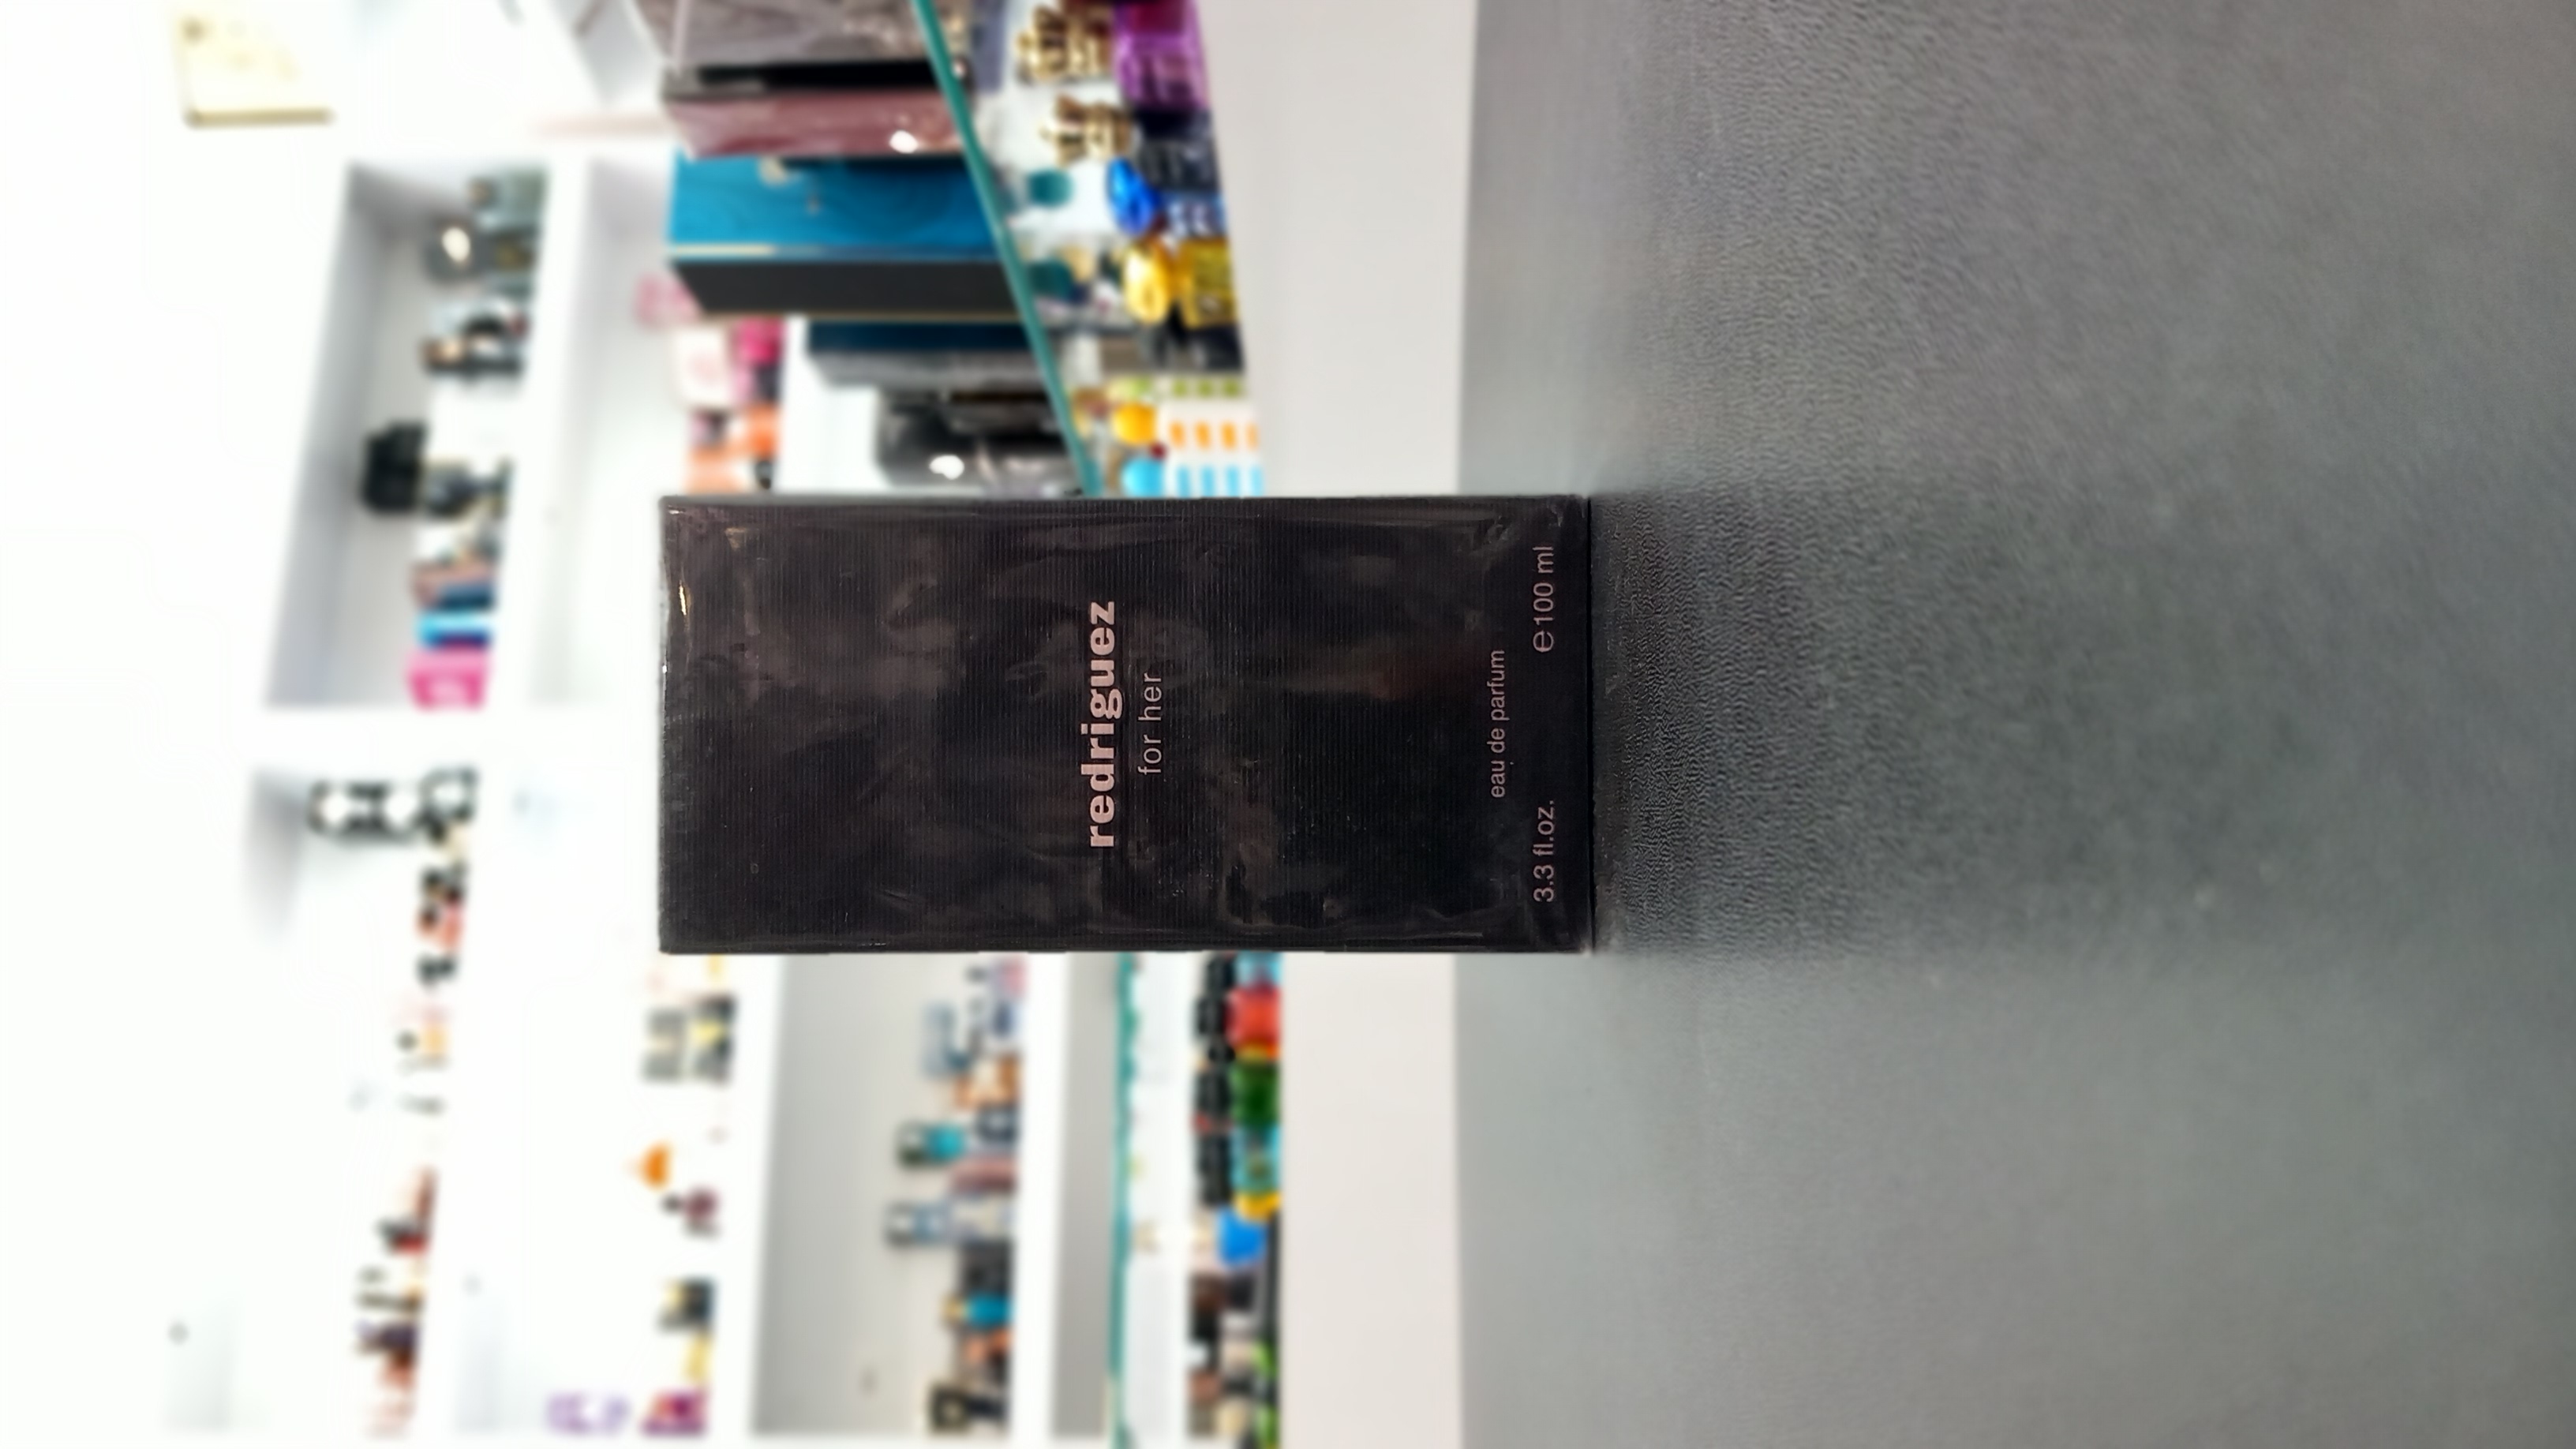 redriguez
for her
eau de parfum
3.3 fl.oz. ℮100 ml